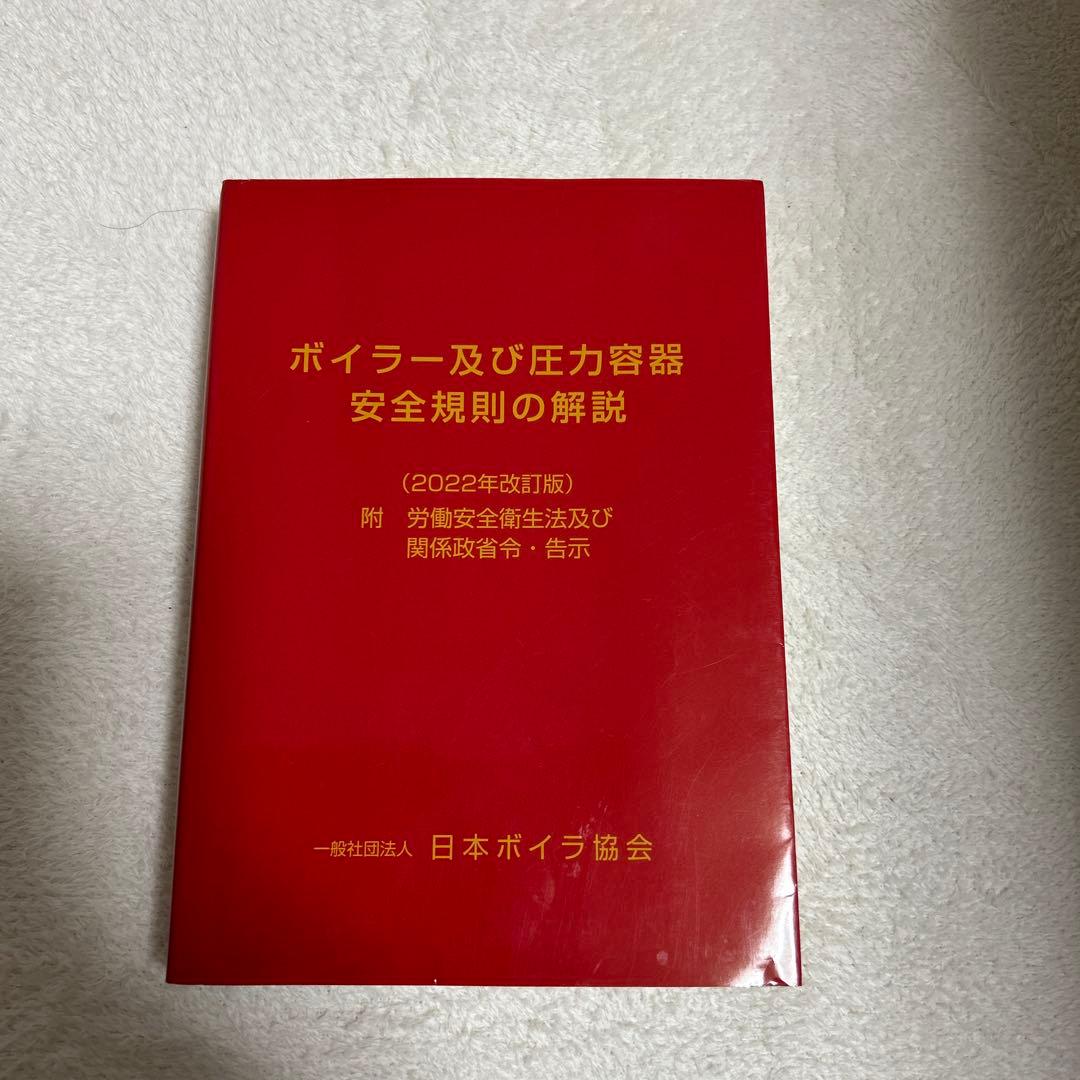 ボイラー及び圧力容器
安全規則の解説
（2022年改訂版）
附　労働安全衛生法及び
関係政省令・告示
一般社団法人　日本ボイラ協会